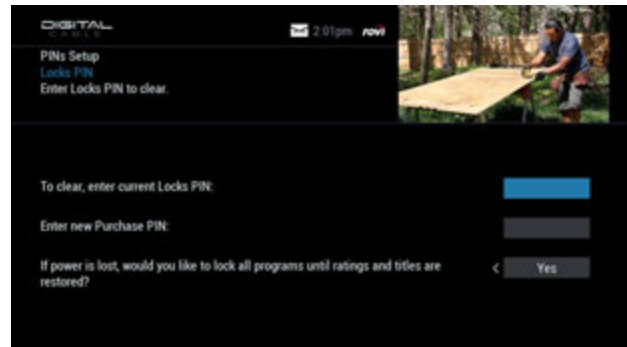 DIGITAL
CABLE
2:01pm rovi
PINs Setup
Locks PIN
Enter Locks PIN to clear.
To clear, enter current Locks PIN:
Enter new Purchase PIN:
If power is lost, would you like to lock all programs until ratings and titles are
restored?
< Yes